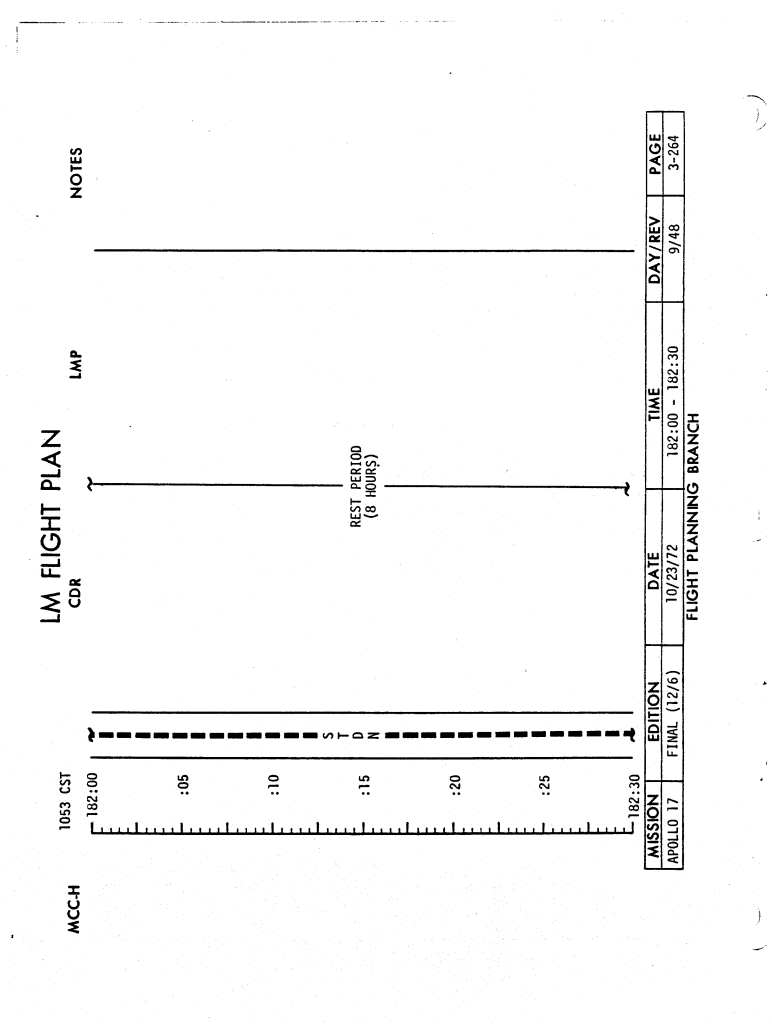 LM FLIGHT PLAN
MCC-H
1053 CST
CDR
LMP
NOTES
182:00
:05
:10
STDN
REST PERIOD
(8 HOURS)
:15
:20
:25
182:30
MISSION EDITION DATE TIME DAY/REV PAGE
APOLLO 17 FINAL (12/6) 10/23/72 182:00 - 182:30 9/48 3-264
FLIGHT PLANNING BRANCH